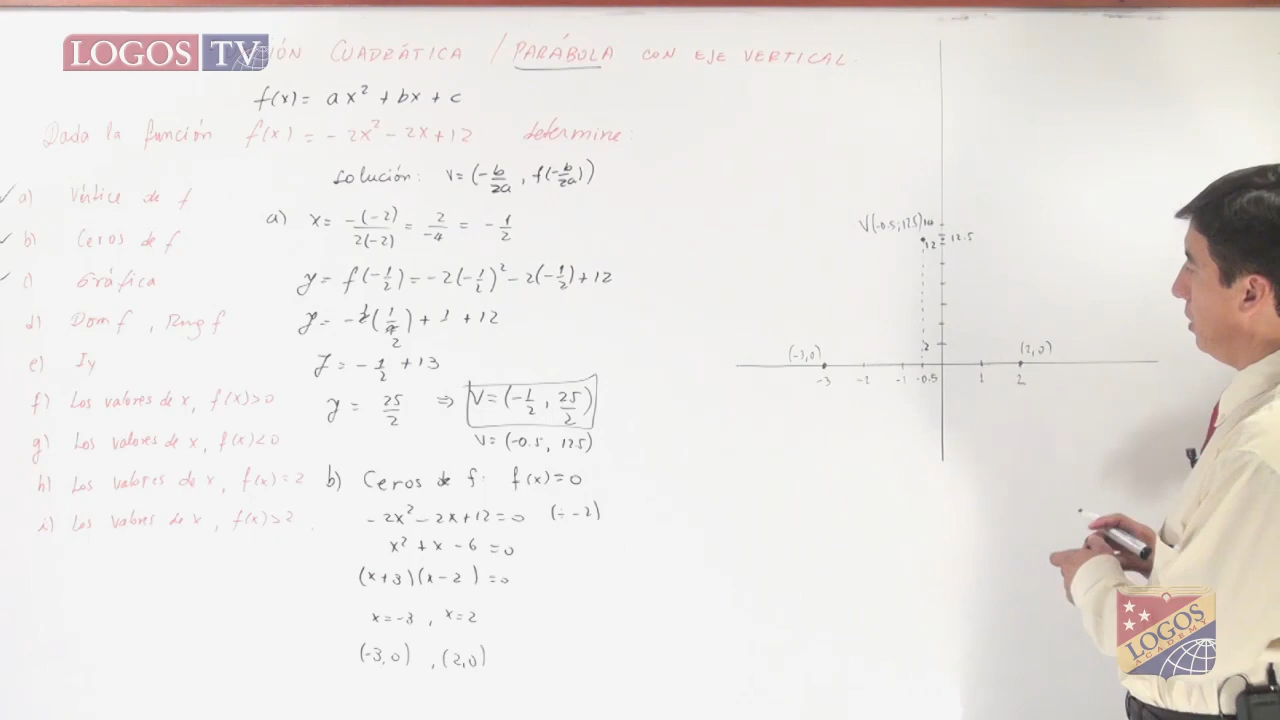 LOGOS TV
CUADRÁTICA / PARÁBOLA CON EJE VERTICAL.
f(x) = ax² + bx + c
Dada la función f(x) = -2x² - 2x + 12 determine:
solución: V = (-b/2a, f(-b/2a))
a) Vértice de f
b) Ceros de f
c) Gráfica
d) Dom f, Rng f
e) Iy
f) Los valores de x, f(x)>0
g) Los valores de x, f(x)<0
h) Los valores de x, f(x)=2
i) Los valores de x, f(x)>2.
a) x = -(-2)/2(-2) = 2/-4 = -1/2
y = f(-1/2) = -2(-1/2)² - 2(-1/2) + 12
y = -2(1/4) + 1 + 12
2
y = -1/2 + 13
y = 25/2 ⇒ V = (-1/2, 25/2)
V = (-0.5, 12.5)
b) Ceros de f: f(x) = 0
-2x² - 2x + 12 = 0 (÷ -2)
x² + x - 6 = 0
(x+3)(x-2) = 0
x = -3, x = 2
(-3,0), (2,0)
V(-0.5;12.5)
12 12.5
2
(-3,0) (2,0)
-3 -2 -1 -0.5 1 2
LOGOS
ACADEMY